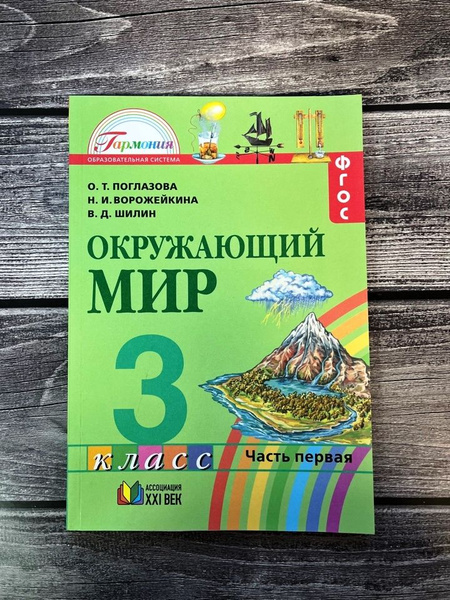 Гармония
ОБРАЗОВАТЕЛЬНАЯ СИСТЕМА
ФГОС
О. Т. ПОГЛАЗОВА
Н. И. ВОРОЖЕЙКИНА
В. Д. ШИЛИН
ОКРУЖАЮЩИЙ
МИР
3
класс
Часть первая
АССОЦИАЦИЯ
XXI ВЕК